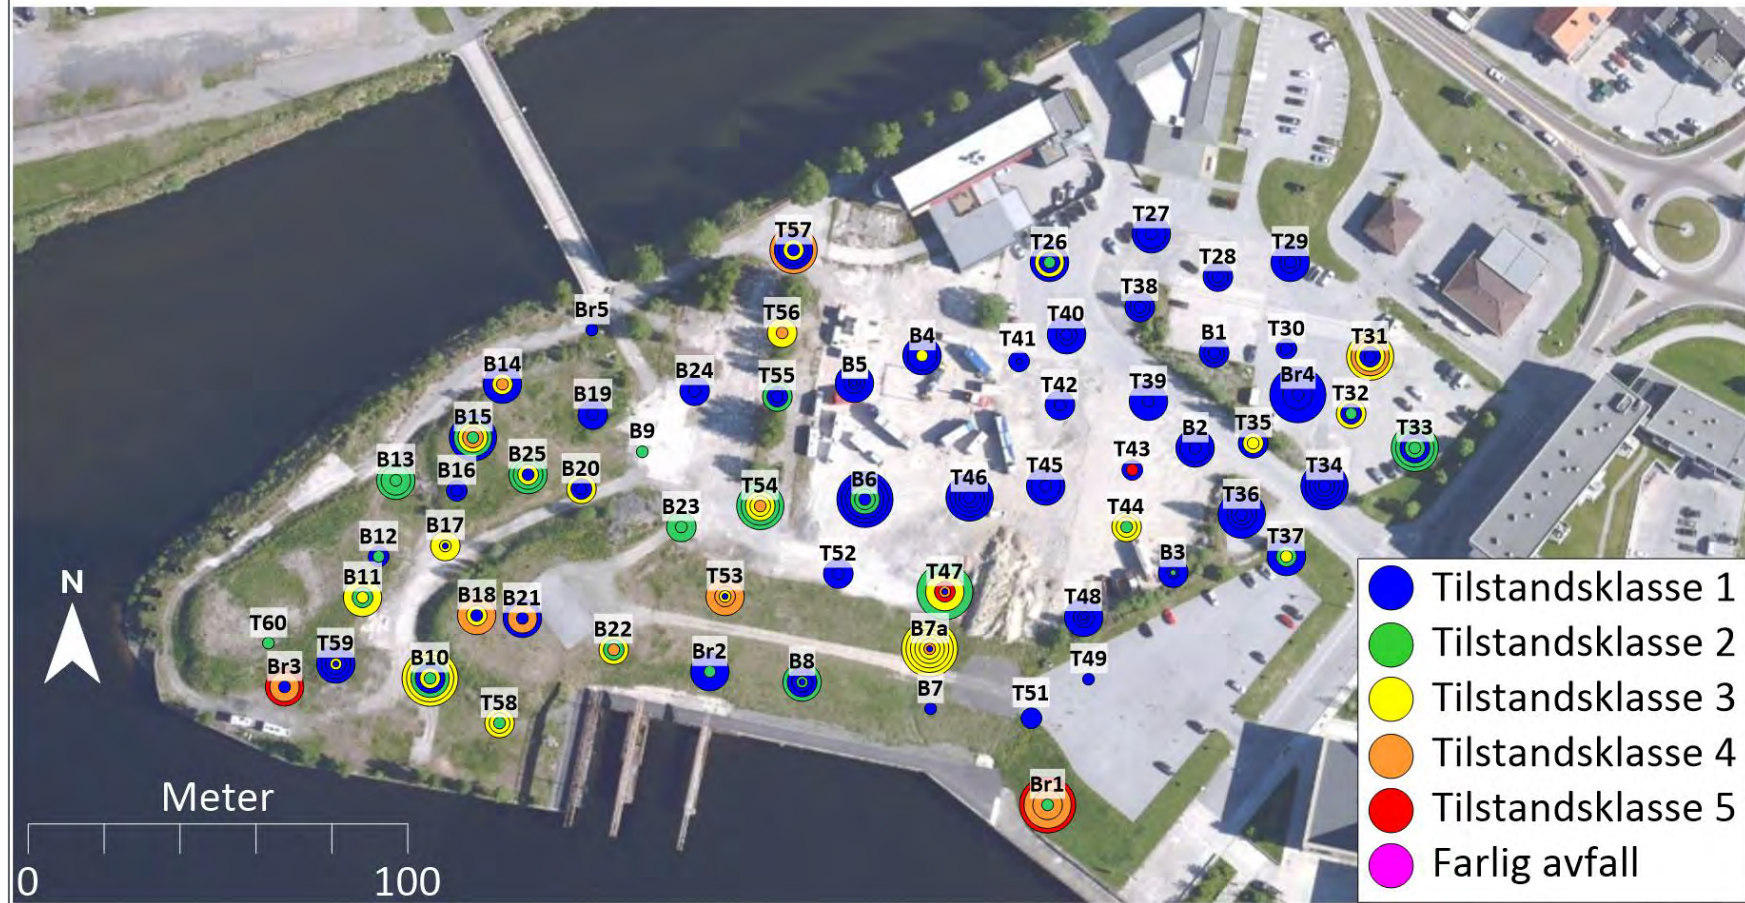 T27
T57
T26
T29
T28
T38
Br5
T56
T40
T41
B4
B1
T30
T31
B14
B24
T55
B5
T42
T39
Br4
B19
T32
B15
B9
B2
T35
T33
B13
B16
B25
B20
T43
T54
B6
T46
T45
T34
B23
T44
T36
B17
B12
T52
B3
T37
B11
T53
T47
N
B18
B21
T48
T60
B22
B7a
T59
Br3
B10
Br2
B8
T49
B7
T51
T58
Br1
Meter
0
100
Tilstandsklasse 1
Tilstandsklasse 2
Tilstandsklasse 3
Tilstandsklasse 4
Tilstandsklasse 5
Farlig avfall